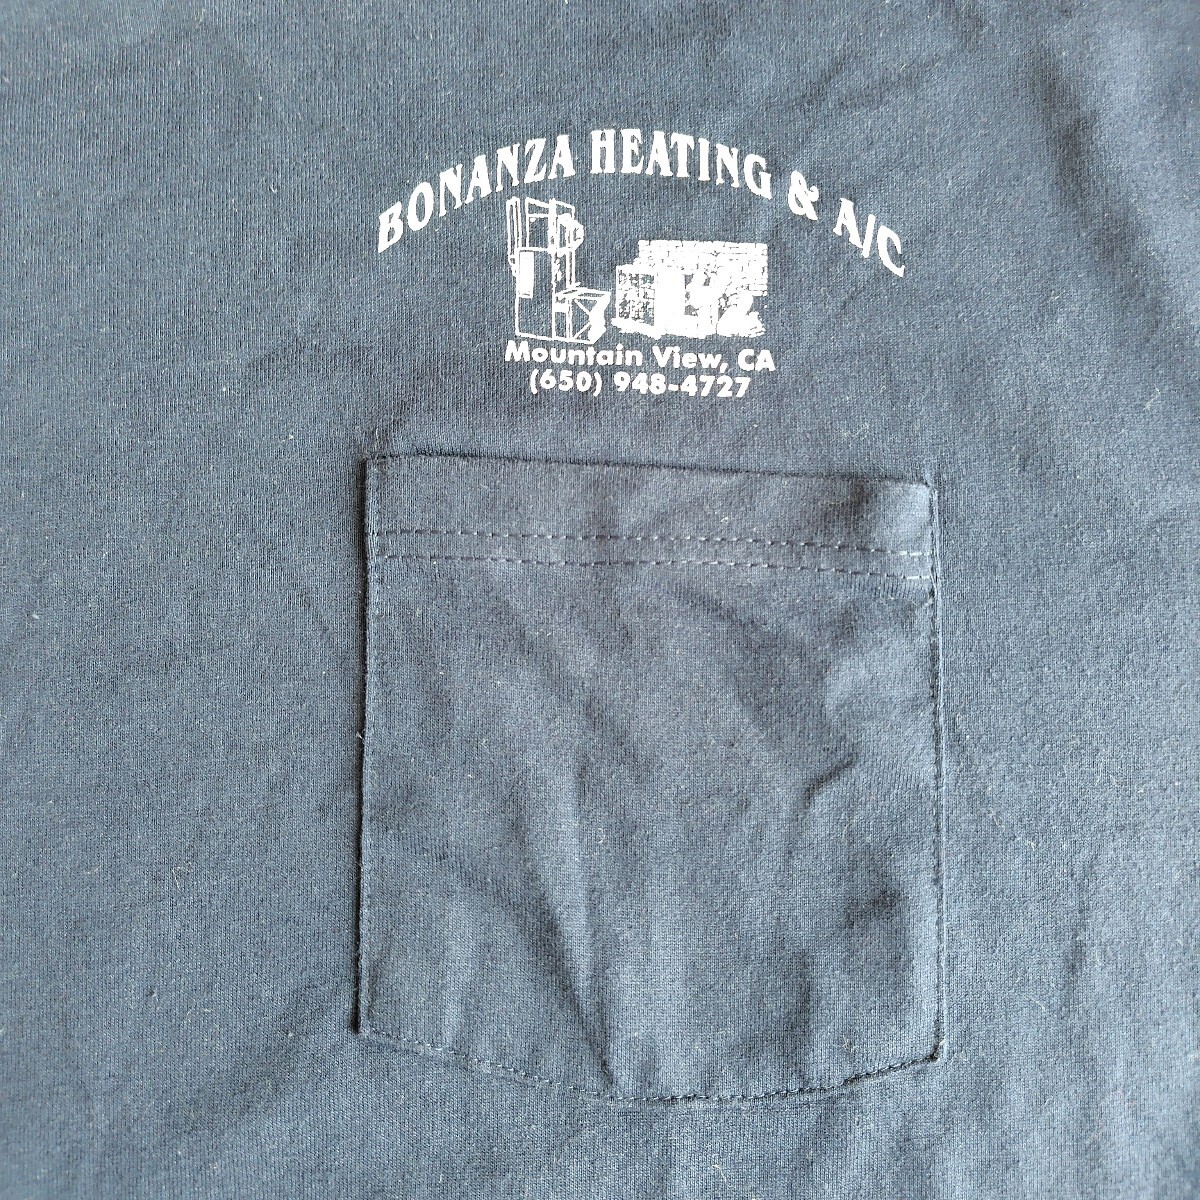 BONANZA HEATING & A/C
Mountain View, CA
(650) 948-4727